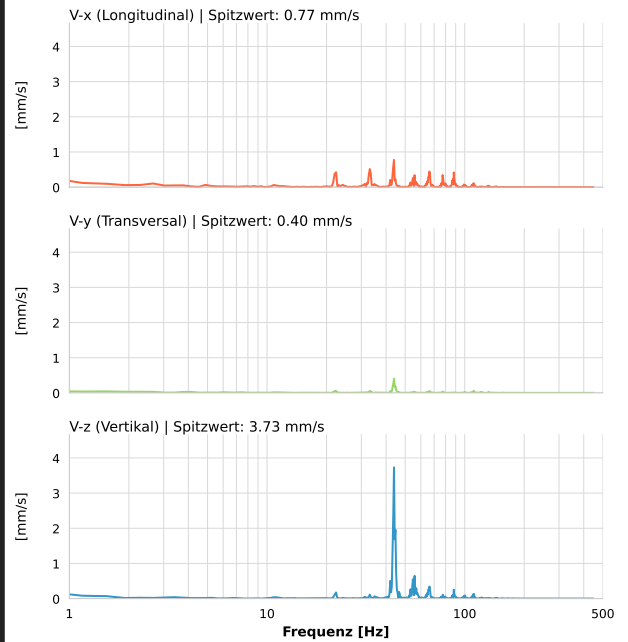 V-x (Longitudinal) | Spitzwert: 0.77 mm/s
4
3
2
1
0
[mm/s]
V-y (Transversal) | Spitzwert: 0.40 mm/s
4
3
2
1
0
[mm/s]
V-z (Vertikal) | Spitzwert: 3.73 mm/s
4
3
2
1
0
[mm/s]
1 10 100 500
Frequenz [Hz]